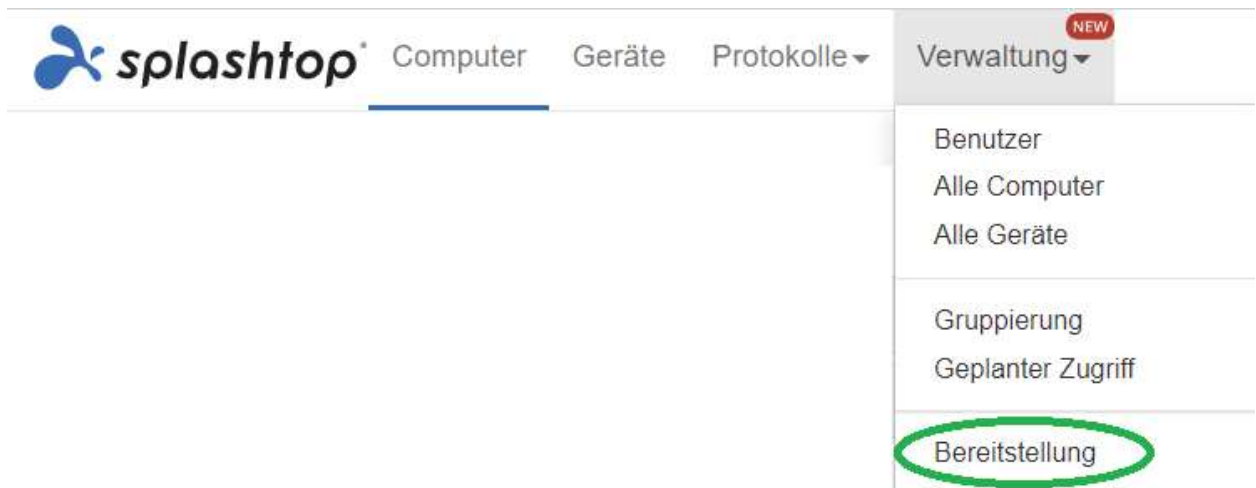 splashtop Computer Geräte Protokolle Verwaltung NEW
Benutzer
Alle Computer
Alle Geräte
Gruppierung
Geplanter Zugriff
Bereitstellung